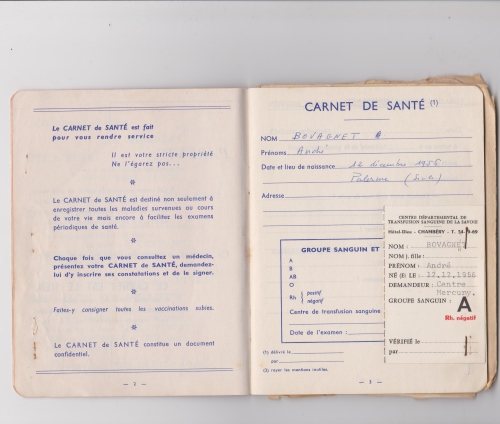 Le CARNET de SANTÉ est fait
pour vous rendre service
Il est votre stricte propriété
Ne l'égarez pas...
*
Le CARNET de SANTÉ est destiné non seulement à
enregistrer toutes les maladies survenues au cours
de votre vie mais encore à faciliter les examens
périodiques de santé.
*
Chaque fois que vous consultez un médecin,
présentez votre CARNET de SANTÉ, demandez-
lui d'y inscrire ses constatations et de le signer.
*
Faites-y consigner toutes les vaccinations subies.
*
Le CARNET de SANTÉ constitue un document
confidentiel.
— 2 —
CARNET DE SANTÉ (1)
NOM BOVAGNET
Prénoms André
Date et lieu de naissance 12 décembre
Palerme
Adresse
GROUPE SANGUIN ET
A
B
AB
O
Rh positif
négatif
Centre de transfusion sanguine
Date de l'examen :
(1) délivré le
par
(2) rayer les mentions inutiles.
— 3 —
CENTRE DÉPARTEMENTAL DE
TRANSFUSION SANGUINE DE LA SAVOIE
Hôtel-Dieu - CHAMBÉRY - T. 34
NOM : BOVAGNET
NOM j. fille :
PRÉNOM : André
NÉ (E) LE 12.12.1956
DEMANDEUR : Centre
Mercury.
GROUPE SANGUIN :
A
Rh. négatif
VÉRIFIÉ le
par